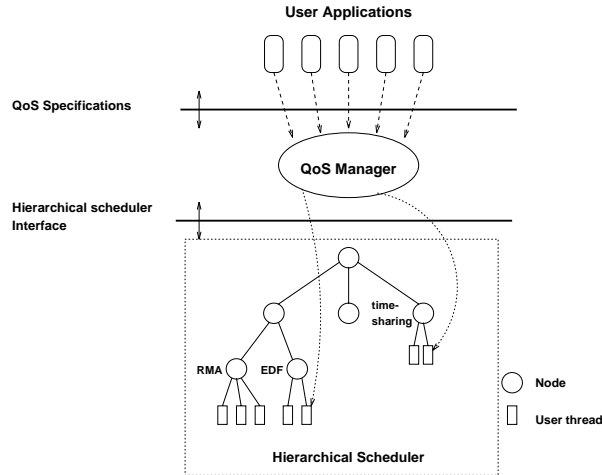 User Applications
QoS Specifications
QoS Manager
Hierarchical scheduler
Interface
time-
sharing
RMA
EDF
Node
User thread
Hierarchical Scheduler